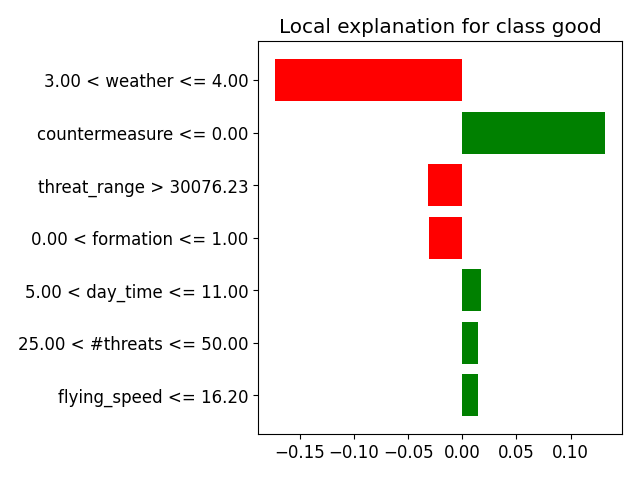 Local explanation for class good
3.00 < weather <= 4.00
countermeasure <= 0.00
threat_range > 30076.23
0.00 < formation <= 1.00
5.00 < day_time <= 11.00
25.00 < #threats <= 50.00
flying_speed <= 16.20
−0.15 −0.10 −0.05 0.00 0.05 0.10